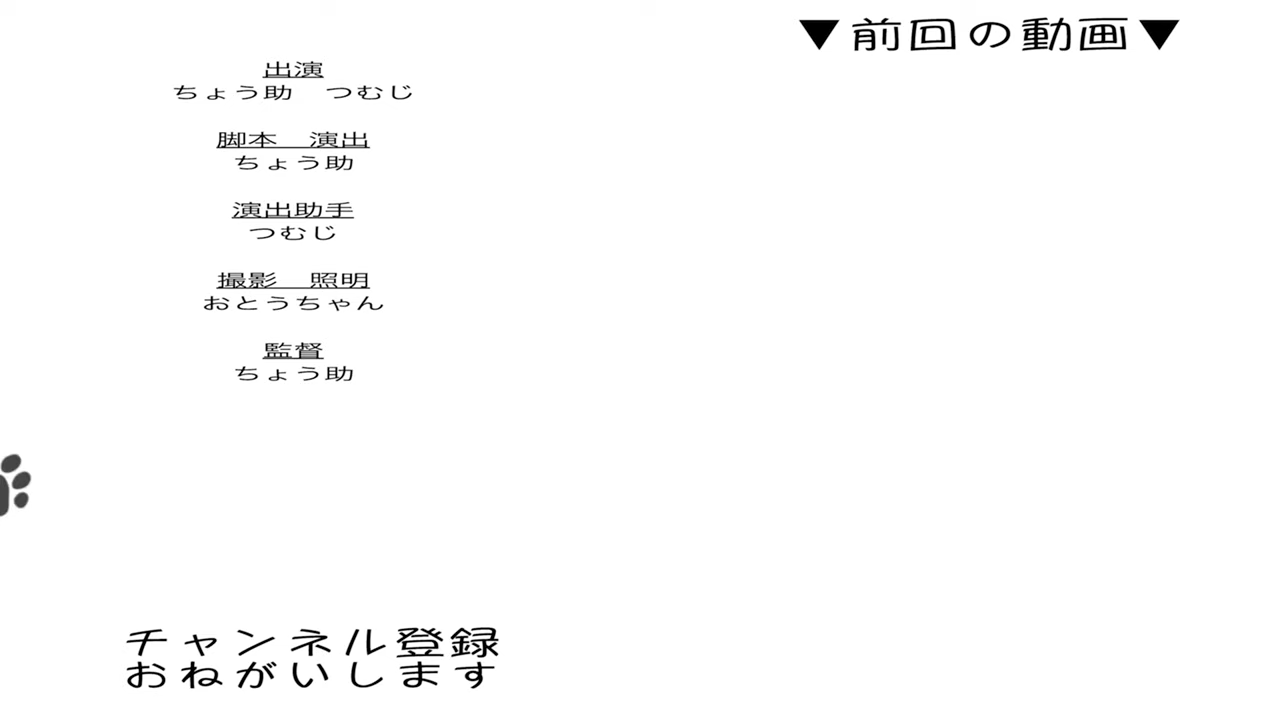 ▼前回の動画▼
出演
ちょう助　つむじ
脚本　演出
ちょう助
演出助手
つむじ
撮影　照明
おとうちゃん
監督
ちょう助
チャンネル登録
おねがいします